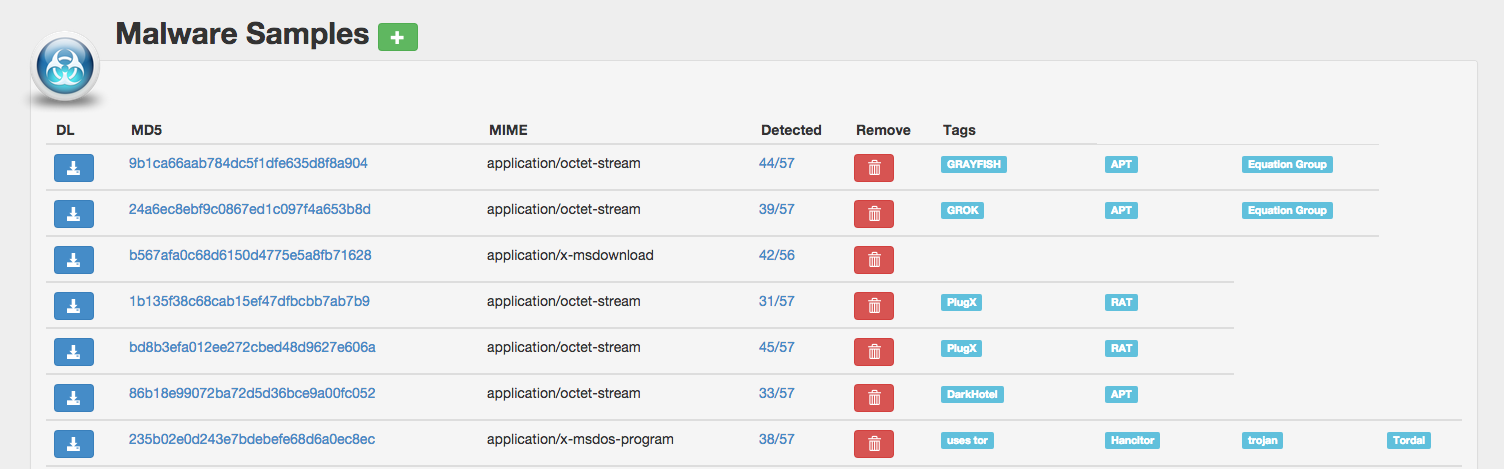 Malware Samples
DL MD5 MIME Detected Remove Tags
9b1ca66aab784dc5f1dfe635d8f8a904 application/octet-stream 44/57 GRAYFISH APT Equation Group
24a6ec8ebf9c0867ed1c097f4a653b8d application/octet-stream 39/57 GROK APT Equation Group
b567afa0c68d6150d4775e5a8fb71628 application/x-msdownload 42/56
1b135f38c68cab15ef47dfbcbb7ab7b9 application/octet-stream 31/57 PlugX RAT
bd8b3efa012ee272cbed48d9627e606a application/octet-stream 45/57 PlugX RAT
86b18e99072ba72d5d36bce9a00fc052 application/octet-stream 33/57 DarkHotel APT
235b02e0d243e7bdebefe68d6a0ec8ec application/x-msdos-program 38/57 uses tor Hancitor trojan Tordal